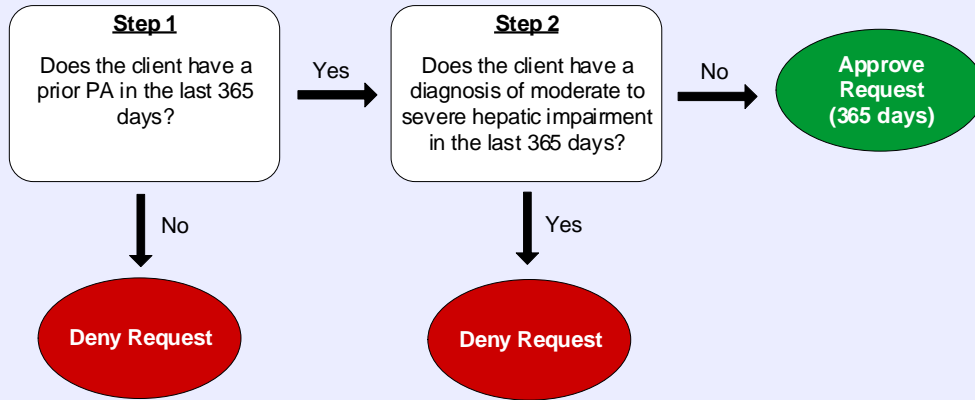 Step 1
Does the client have a
prior PA in the last 365
days?
Yes
No
Deny Request
Step 2
Does the client have a
diagnosis of moderate to
severe hepatic impairment
in the last 365 days?
No
Yes
Deny Request
Approve
Request
(365 days)